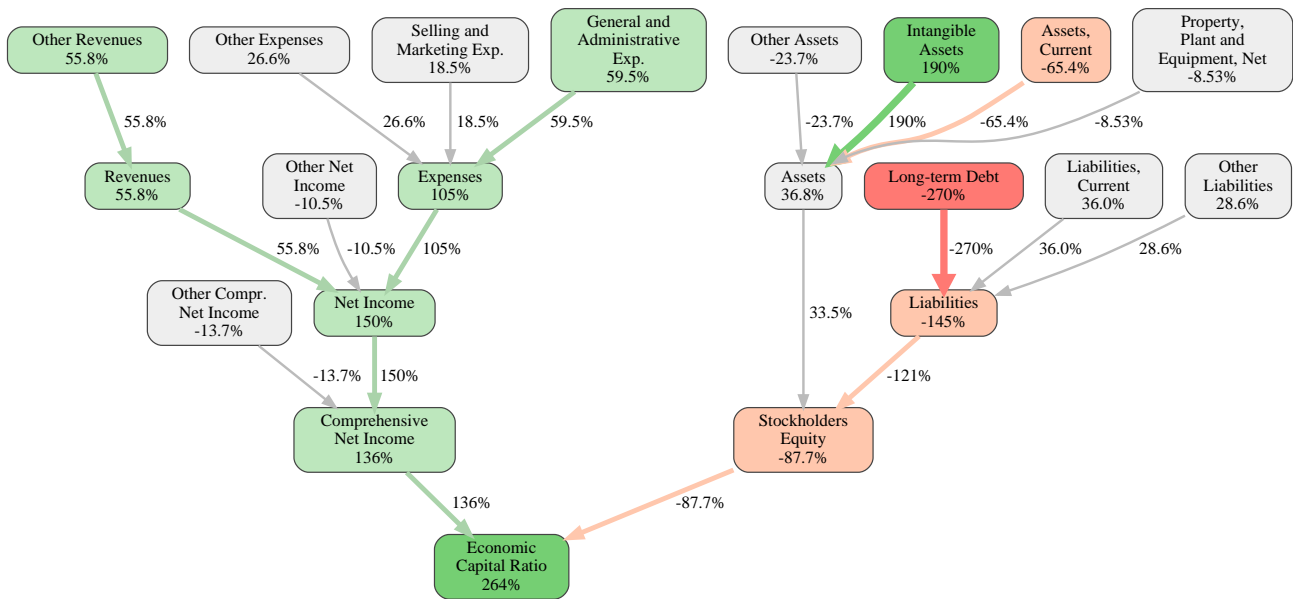 Other Revenues
55.8%
Other Expenses
26.6%
Selling and
Marketing Exp.
18.5%
General and
Administrative
Exp.
59.5%
Other Assets
-23.7%
Intangible
Assets
190%
Assets,
Current
-65.4%
Property,
Plant and
Equipment, Net
-8.53%
55.8%
26.6%
18.5%
59.5%
-23.7%
190%
-65.4%
-8.53%
Revenues
55.8%
Other Net
Income
-10.5%
Expenses
105%
Assets
36.8%
Long-term Debt
-270%
Liabilities,
Current
36.0%
Other
Liabilities
28.6%
55.8%
-10.5%
105%
-270%
36.0%
28.6%
Other Compr.
Net Income
-13.7%
Net Income
150%
33.5%
Liabilities
-145%
-13.7%
150%
-121%
Comprehensive
Net Income
136%
Stockholders
Equity
-87.7%
136%
-87.7%
Economic
Capital Ratio
264%